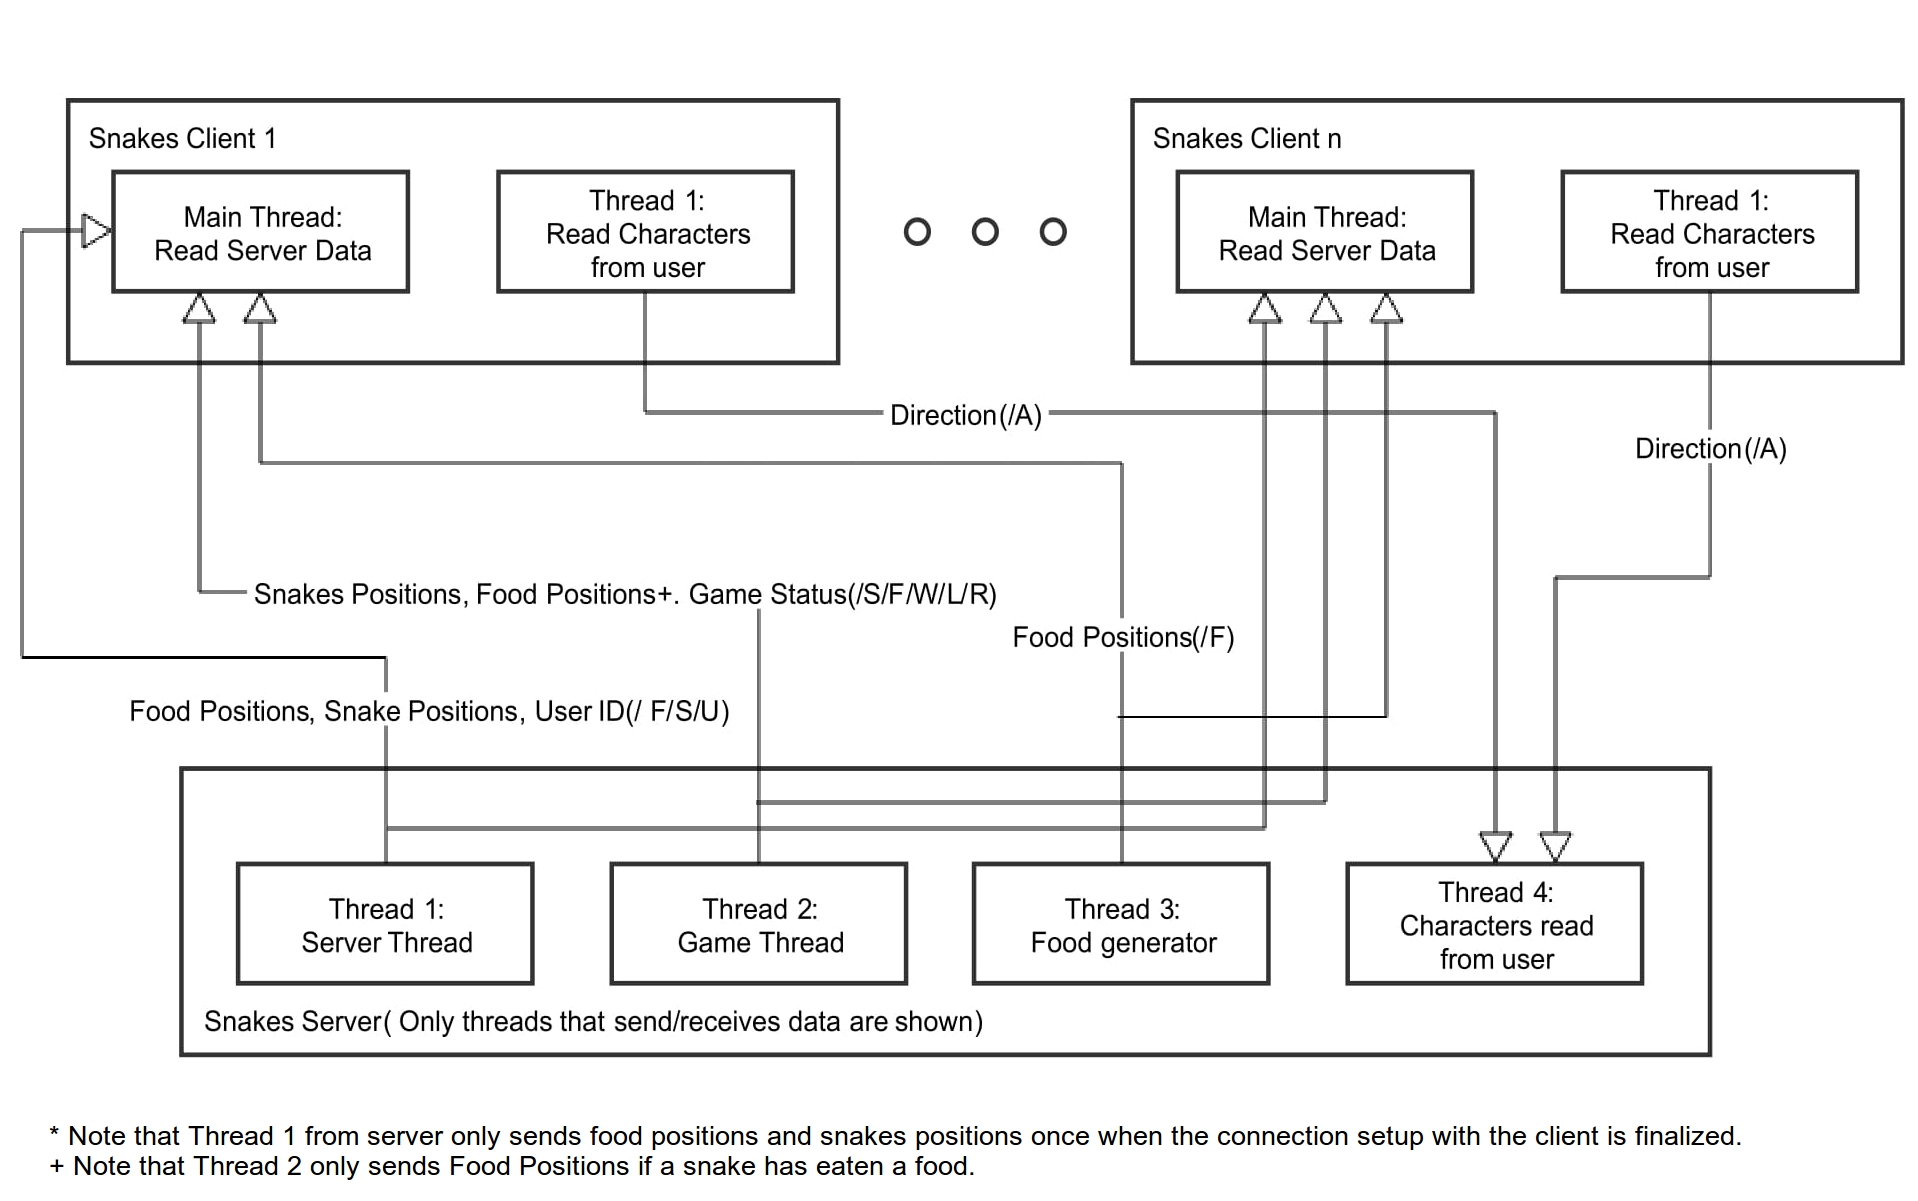 Snakes Client 1
Main Thread:
Read Server Data
Thread 1:
Read Characters
from user
Snakes Client n
Main Thread:
Read Server Data
Thread 1:
Read Characters
from user
Direction(/A)
Direction(/A)
Snakes Positions, Food Positions+. Game Status(/S/F/W/L/R)
Food Positions(/F)
Food Positions, Snake Positions, User ID(/ F/S/U)
Thread 1:
Server Thread
Thread 2:
Game Thread
Thread 3:
Food generator
Thread 4:
Characters read
from user
Snakes Server( Only threads that send/receives data are shown)
* Note that Thread 1 from server only sends food positions and snakes positions once when the connection setup with the client is finalized.
+ Note that Thread 2 only sends Food Positions if a snake has eaten a food.